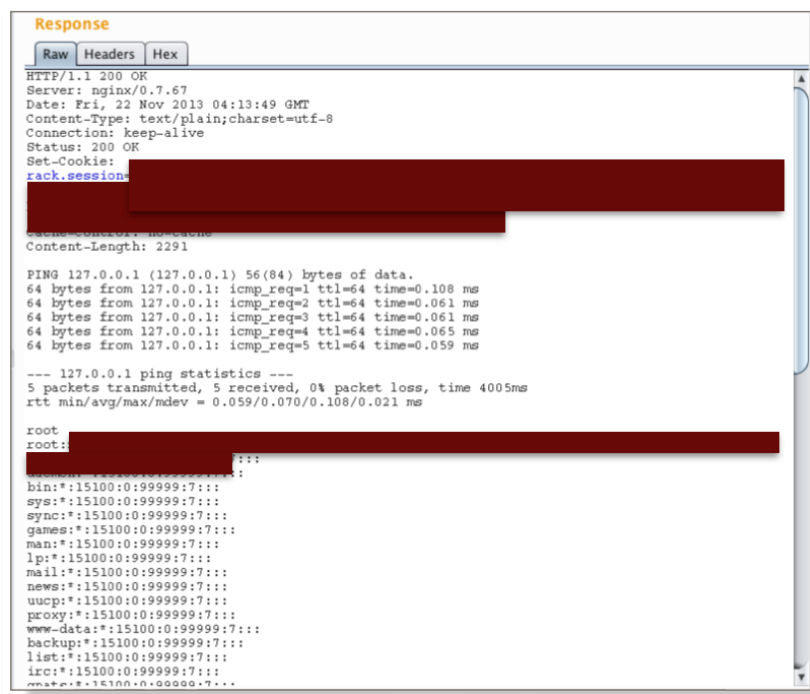 Response
Raw Headers Hex
HTTP/1.1 200 OK
Server: nginx/0.7.67
Date: Fri, 22 Nov 2013 04:13:49 GMT
Content-Type: text/plain;charset=utf-8
Connection: keep-alive
Status: 200 OK
Set-Cookie:
rack.session=
Cache-Control: no-cache
Content-Length: 2291
PING 127.0.0.1 (127.0.0.1) 56(84) bytes of data.
64 bytes from 127.0.0.1: icmp_req=1 ttl=64 time=0.108 ms
64 bytes from 127.0.0.1: icmp_req=2 ttl=64 time=0.061 ms
64 bytes from 127.0.0.1: icmp_req=3 ttl=64 time=0.061 ms
64 bytes from 127.0.0.1: icmp_req=4 ttl=64 time=0.065 ms
64 bytes from 127.0.0.1: icmp_req=5 ttl=64 time=0.059 ms
--- 127.0.0.1 ping statistics ---
5 packets transmitted, 5 received, 0% packet loss, time 4005ms
rtt min/avg/max/mdev = 0.059/0.070/0.108/0.021 ms
root
root:
7:::
bin:*:15100:0:99999:7:::
sys:*:15100:0:99999:7:::
sync:*:15100:0:99999:7:::
games:*:15100:0:99999:7:::
man:*:15100:0:99999:7:::
lp:*:15100:0:99999:7:::
mail:*:15100:0:99999:7:::
news:*:15100:0:99999:7:::
uucp:*:15100:0:99999:7:::
proxy:*:15100:0:99999:7:::
www-data:*:15100:0:99999:7:::
backup:*:15100:0:99999:7:::
list:*:15100:0:99999:7:::
irc:*:15100:0:99999:7:::
gnats:*:15100:0:99999:7:::